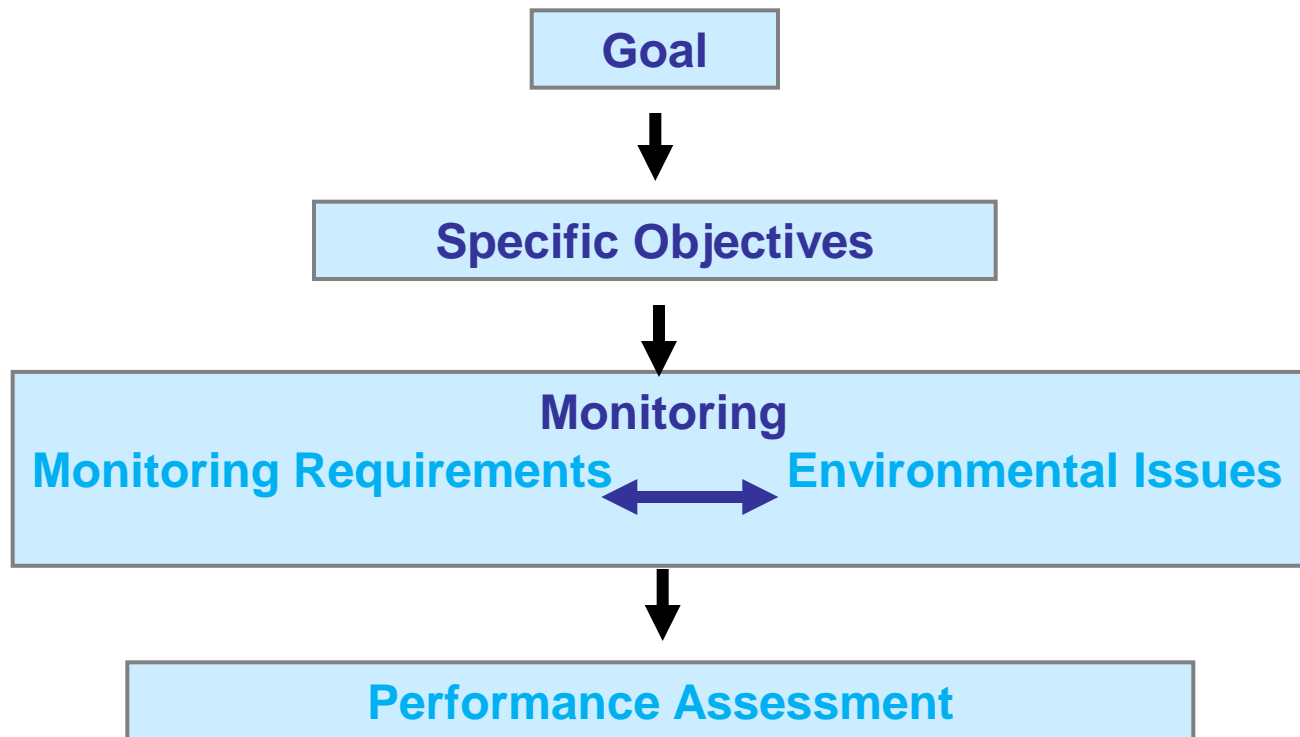 Goal
Specific Objectives
Monitoring
Monitoring Requirements Environmental Issues
Performance Assessment